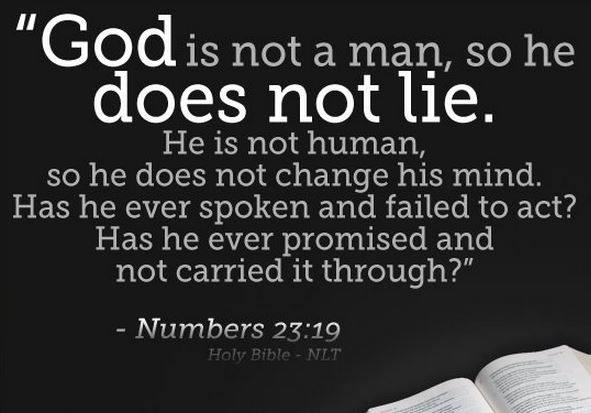 “God is not a man, so he
does not lie.
He is not human,
so he does not change his mind.
Has he ever spoken and failed to act?
Has he ever promised and
not carried it through?”
- Numbers 23:19
Holy Bible - NLT